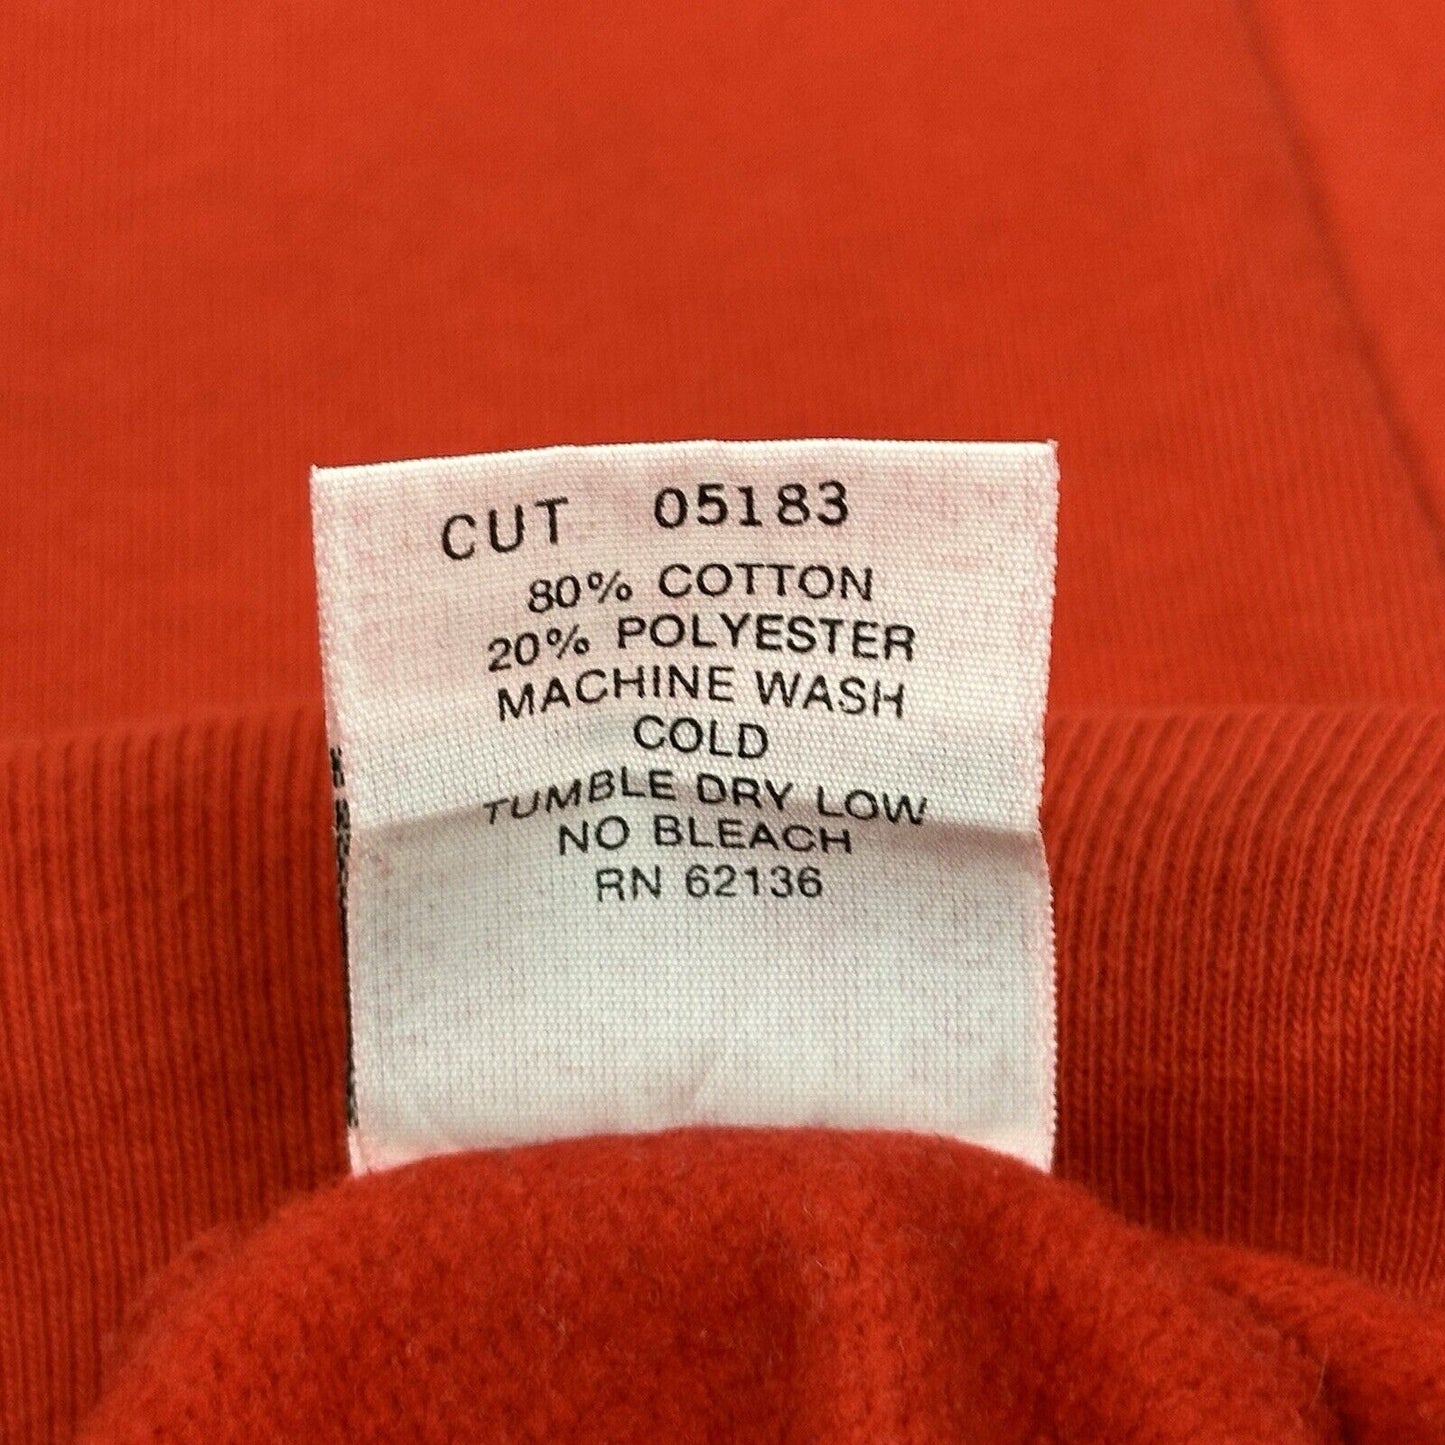 CUT 05183
80% COTTON
20% POLYESTER
MACHINE WASH
COLD
TUMBLE DRY LOW
NO BLEACH
RN 62136